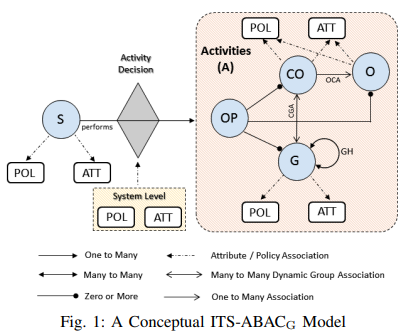 POL
ATT
Activity
Decision
Activities
(A)
CO
O
OCA
S
performs
OP
CGA
POL
ATT
G
GH
System Level
POL
ATT
POL
ATT
One to Many
Attribute / Policy Association
Many to Many
Many to Many Dynamic Group Association
Zero or More
One to Many Association
Fig. 1: A Conceptual ITS-ABACG Model